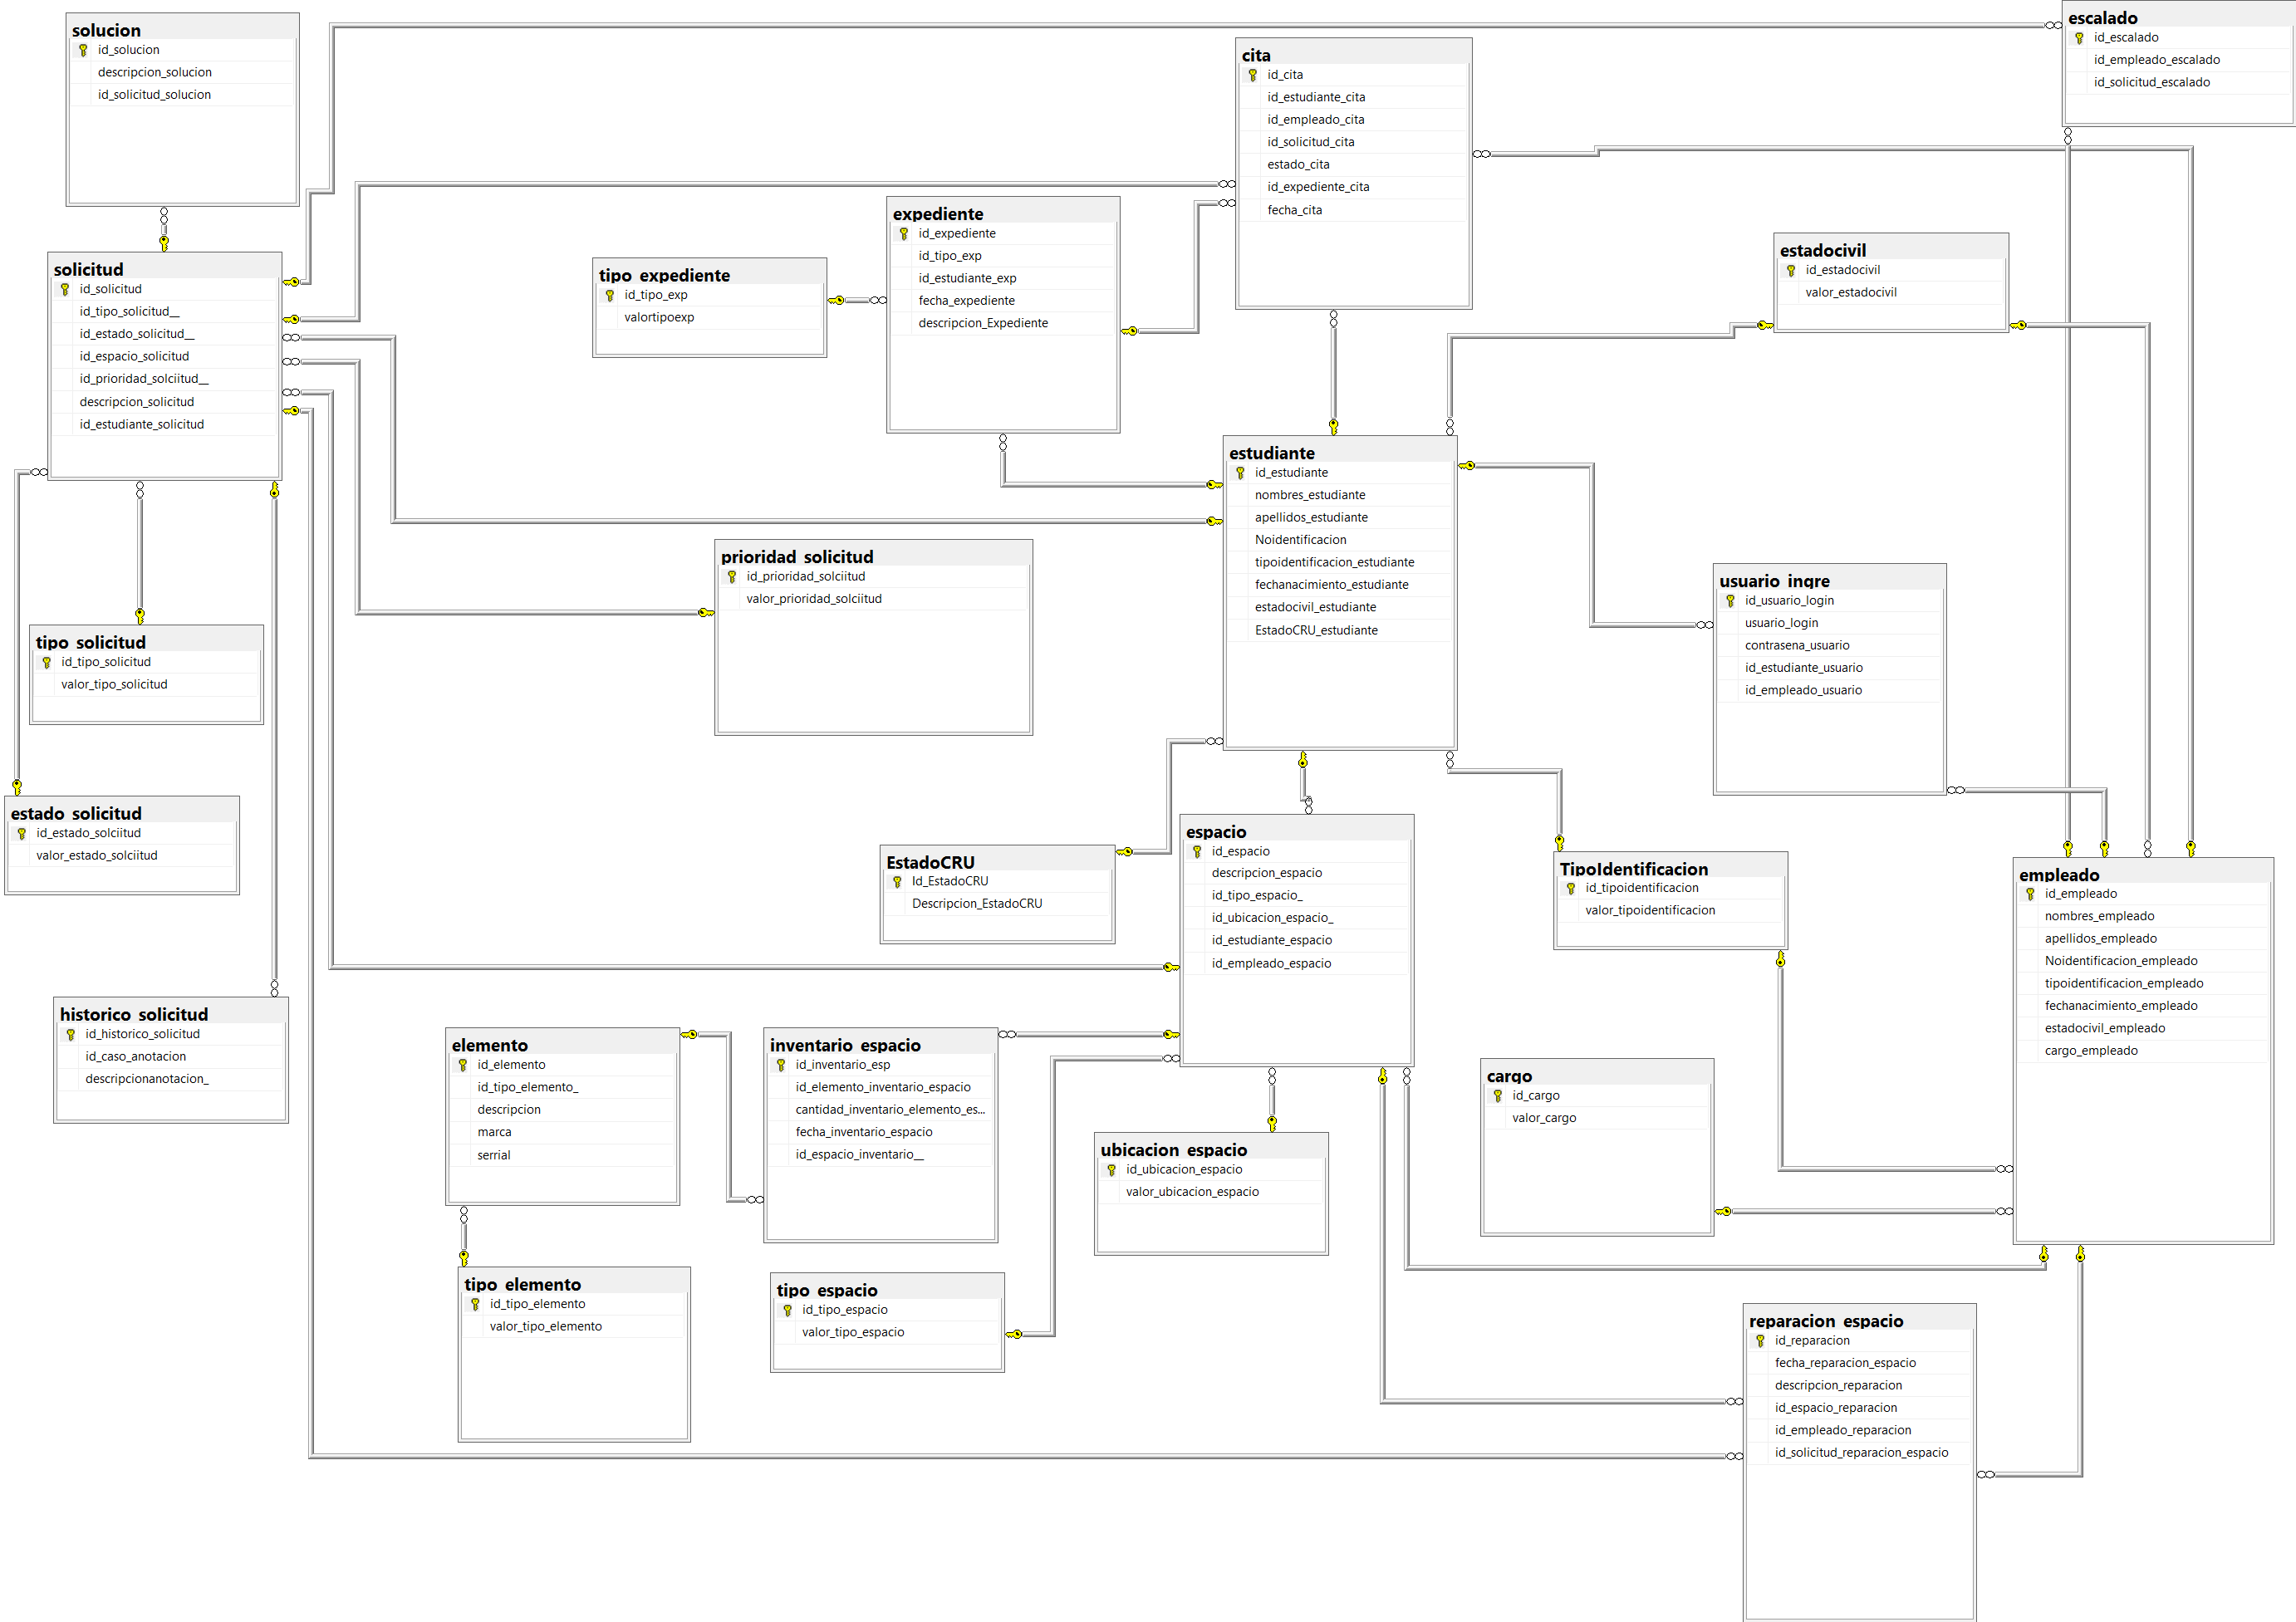 solucion
id_solucion
descripcion_solucion
id_solicitud_solucion
escalado
id_escalado
id_empleado_escalado
id_solicitud_escalado
cita
id_cita
id_estudiante_cita
id_empleado_cita
id_solicitud_cita
estado_cita
id_expediente_cita
fecha_cita
expediente
id_expediente
id_tipo_exp
id_estudiante_exp
fecha_expediente
descripcion_Expediente
tipo_expediente
id_tipo_exp
valortipoexp
estadocivil
id_estadocivil
valor_estadocivil
solicitud
id_solicitud
id_tipo_solicitud__
id_estado_solicitud__
id_espacio_solicitud
id_prioridad_solciitud__
descripcion_solicitud
id_estudiante_solicitud
estudiante
id_estudiante
nombres_estudiante
apellidos_estudiante
Noidentificacion
tipoidentificacion_estudiante
fechanacimiento_estudiante
estadocivil_estudiante
EstadoCRU_estudiante
prioridad_solicitud
id_prioridad_solciitud
valor_prioridad_solciitud
usuario_ingre
id_usuario_login
usuario_login
contrasena_usuario
id_estudiante_usuario
id_empleado_usuario
tipo_solicitud
id_tipo_solicitud
valor_tipo_solicitud
estado_solicitud
id_estado_solciitud
valor_estado_solciitud
espacio
id_espacio
descripcion_espacio
id_tipo_espacio_
id_ubicacion_espacio_
id_estudiante_espacio
id_empleado_espacio
EstadoCRU
Id_EstadoCRU
Descripcion_EstadoCRU
TipoIdentificacion
id_tipoidentificacion
valor_tipoidentificacion
empleado
id_empleado
nombres_empleado
apellidos_empleado
Noidentificacion_empleado
tipoidentificacion_empleado
fechanacimiento_empleado
estadocivil_empleado
cargo_empleado
historico_solicitud
id_historico_solicitud
id_caso_anotacion
descripcionanotacion_
elemento
id_elemento
id_tipo_elemento_
descripcion
marca
serrial
inventario_espacio
id_inventario_esp
id_elemento_inventario_espacio
cantidad_inventario_elemento_es...
fecha_inventario_espacio
id_espacio_inventario__
cargo
id_cargo
valor_cargo
ubicacion_espacio
id_ubicacion_espacio
valor_ubicacion_espacio
tipo_elemento
id_tipo_elemento
valor_tipo_elemento
tipo_espacio
id_tipo_espacio
valor_tipo_espacio
reparacion_espacio
id_reparacion
fecha_reparacion_espacio
descripcion_reparacion
id_espacio_reparacion
id_empleado_reparacion
id_solicitud_reparacion_espacio